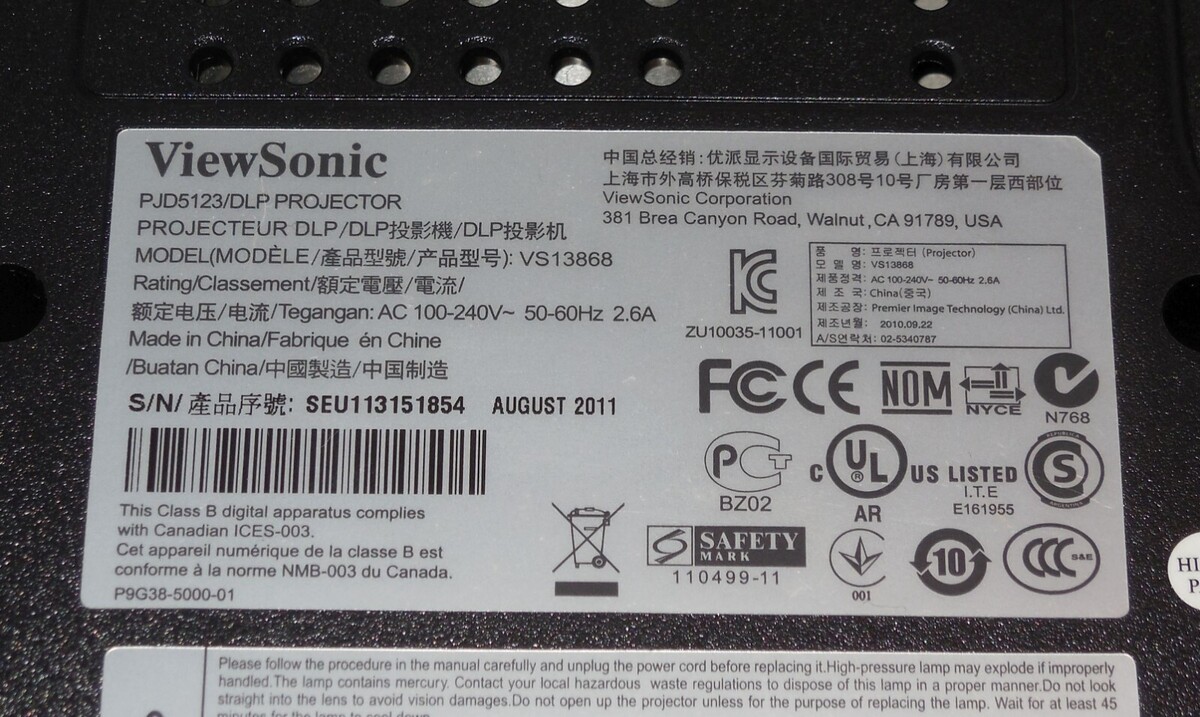 ViewSonic
PJD5123/DLP PROJECTOR
PROJECTEUR DLP/DLP投影機/DLP投影机
MODEL(MODÈLE/產品型號/产品型号): VS13868
Rating/Classement/額定電壓/電流/
额定电压/电流/Tegangan: AC 100-240V~ 50-60Hz 2.6A
Made in China/Fabrique én Chine
/Buatan China/中國製造/中国制造
S/N/產品序號: SEU113151854 AUGUST 2011
This Class B digital apparatus complies
with Canadian ICES-003.
Cet appareil numérique de la classe B est
conforme à la norme NMB-003 du Canada.
P9G38-5000-01
中国总经销:优派显示设备国际贸易(上海)有限公司
上海市外高桥保税区芬菊路308号10号厂房第一层西部位
ViewSonic Corporation
381 Brea Canyon Road, Walnut, CA 91789, USA
ZU10035-11001
품 명: 프로젝터 (Projector)
모 델 명: VS13868
제품정격: AC 100-240V~ 50-60Hz 2.6A
제 조 국: China(중국)
제조공장: Premier Image Technology (China) Ltd.
제조년월: 2010.09.22
A/S연락처: 02-5340787
FC CE NOM NYCE N768
PCT BZ02
c UL ® US LISTED
AR
I.T.E
E161955
S
S SAFETY
MARK
110499-11
001
10
CCC S&E
HI
P
Please follow the procedure in the manual carefully and unplug the power cord before replacing it.High-pressure lamp may explode if improperly
handled.The lamp contains mercury. Contact your local hazardous waste regulations to dispose of this lamp in a proper manner.Do not look
straight into the lens to avoid vision damages.Do not open up the projector unless for the purpose of replacing the lamp. Wait for at least 45
minutes for the lamp to cool down.